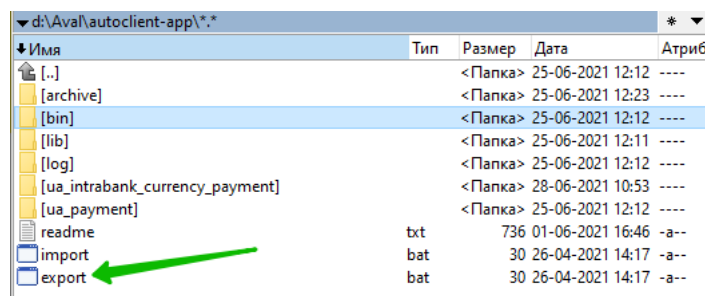 d:\Aval\autoclient-app\*.* * ▼
Имя Тип Размер Дата Атриб
[..] <Папка> 25-06-2021 12:12 ----
[archive] <Папка> 25-06-2021 12:23 ----
[bin] <Папка> 25-06-2021 12:12 ----
[lib] <Папка> 25-06-2021 12:11 ----
[log] <Папка> 25-06-2021 12:12 ----
[ua_intrabank_currency_payment] <Папка> 28-06-2021 10:53 ----
[ua_payment] <Папка> 25-06-2021 12:12 ----
readme txt 736 01-06-2021 16:46 -a--
import bat 30 26-04-2021 14:17 -a--
export bat 30 26-04-2021 14:17 -a--